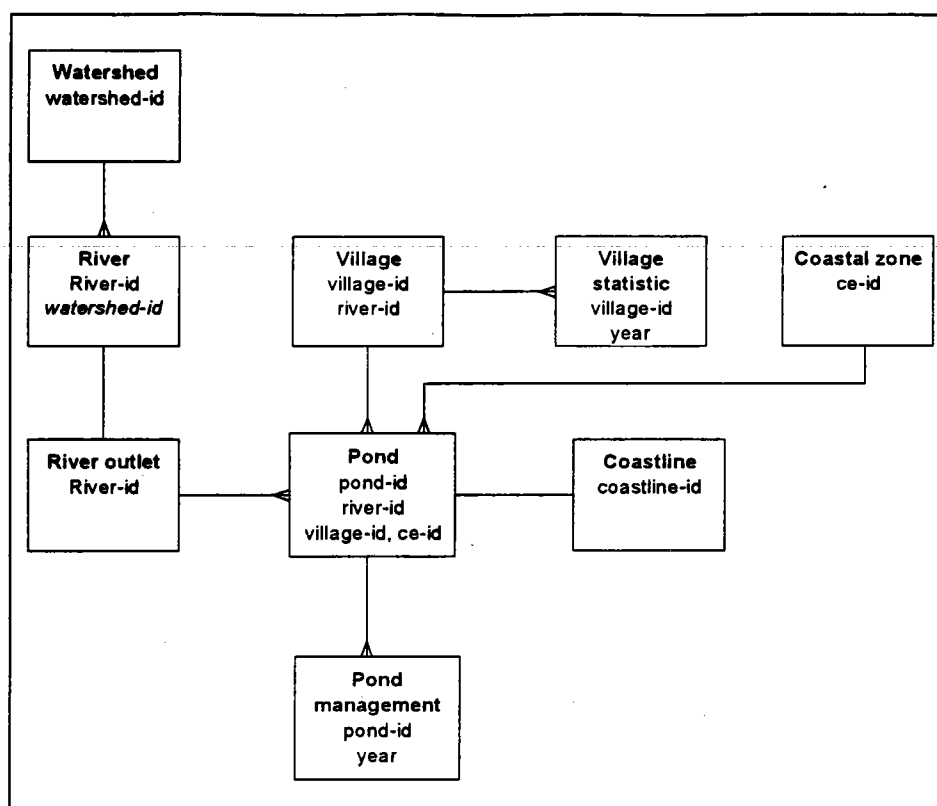 Watershed
watershed-id
River
River-id
watershed-id
Village
village-id
river-id
Village
statistic
village-id
year
Coastal zone
ce-id
River outlet
River-id
Pond
pond-id
river-id
village-id, ce-id
Coastline
coastline-id
Pond
management
pond-id
year